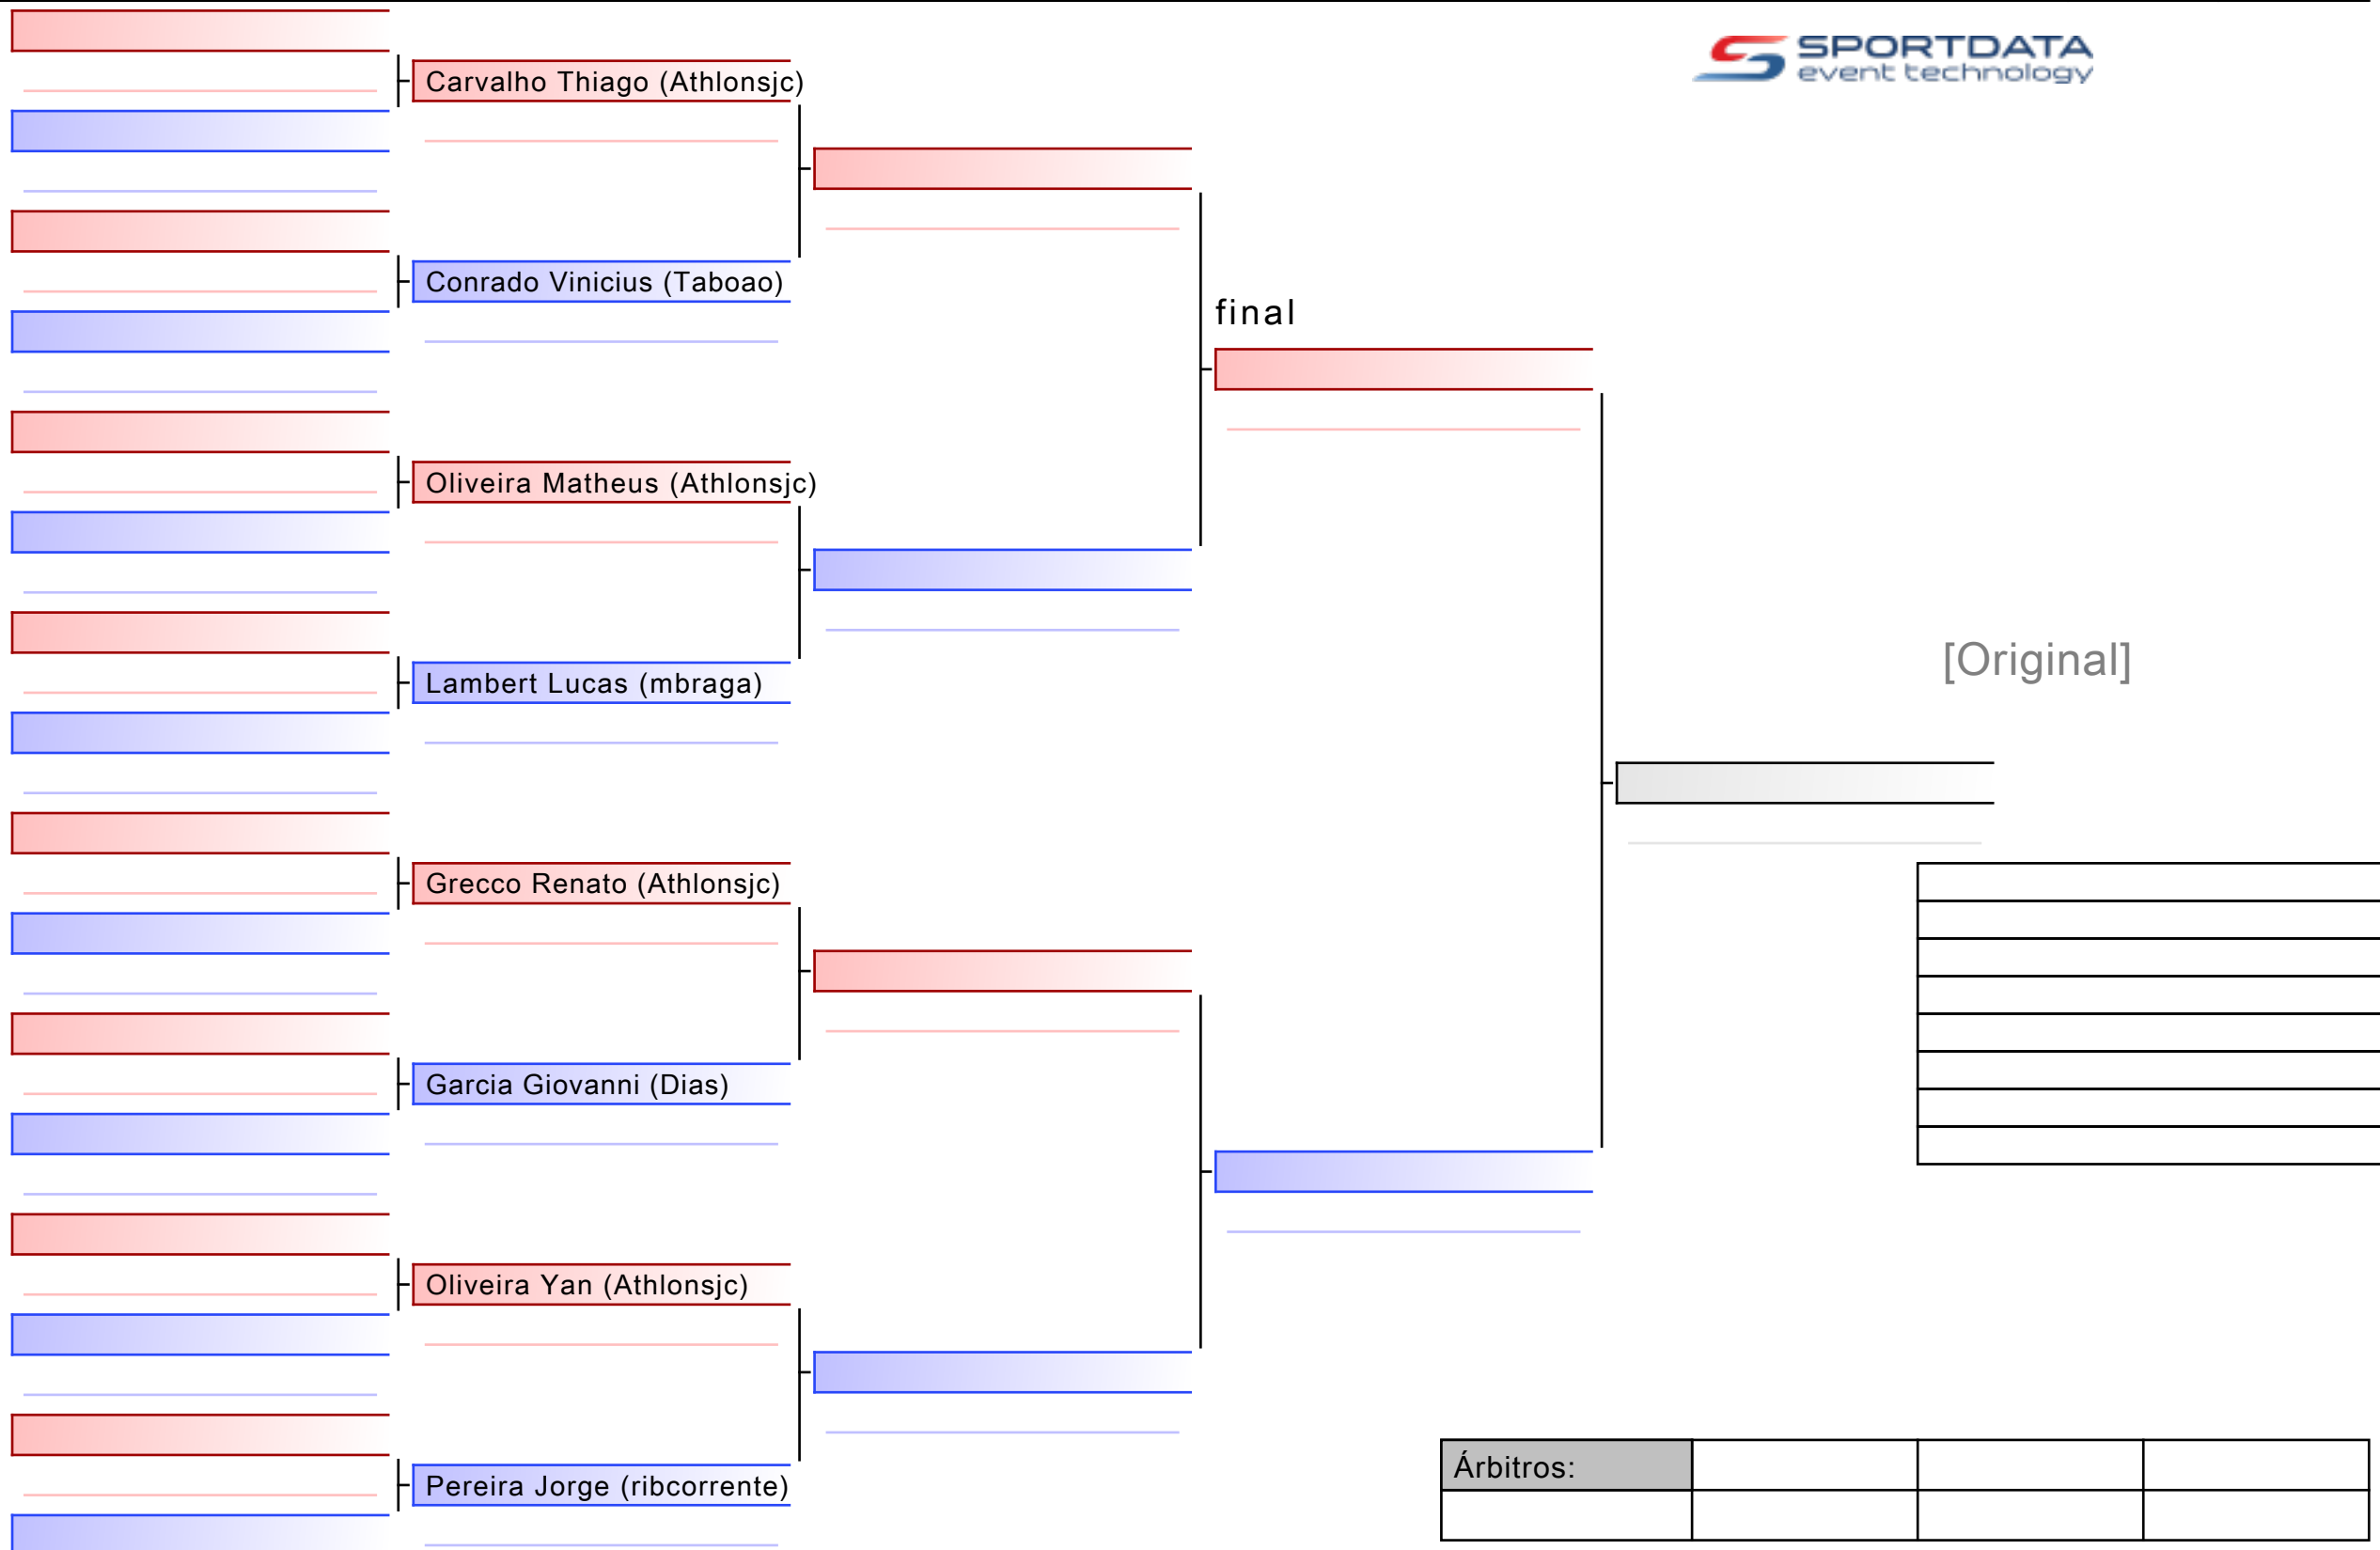 SPORTDATA
event technology
Carvalho Thiago (Athlonsjc)
Conrado Vinicius (Taboao)
final
Oliveira Matheus (Athlonsjc)
Lambert Lucas (mbraga)
[Original]
Grecco Renato (Athlonsjc)
Garcia Giovanni (Dias)
Oliveira Yan (Athlonsjc)
Pereira Jorge (ribcorrente)
Árbitros: